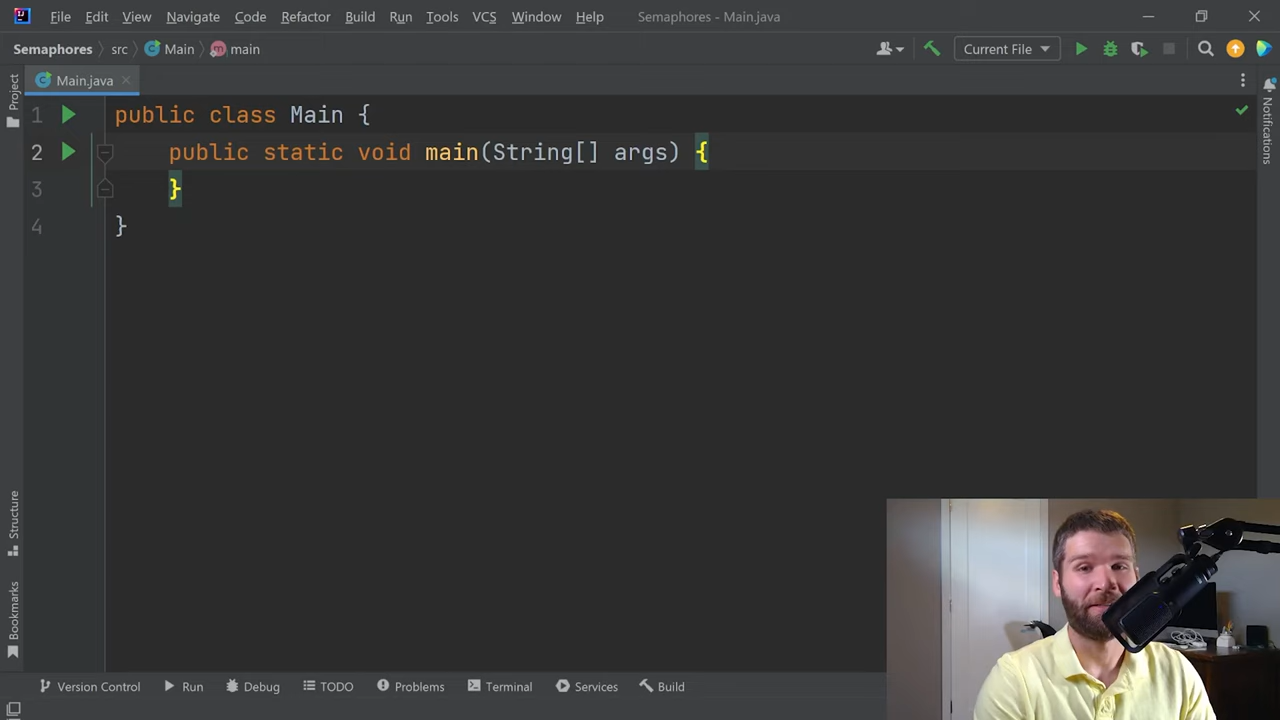 File Edit View Navigate Code Refactor Build Run Tools VCS Window Help Semaphores - Main.java
Semaphores src Main main Current File
Project
Main.java
Notifications
1 public class Main {
2 public static void main(String[] args) {
3 }
4 }
Structure
Bookmarks
Version Control Run Debug TODO Problems Terminal Services Build